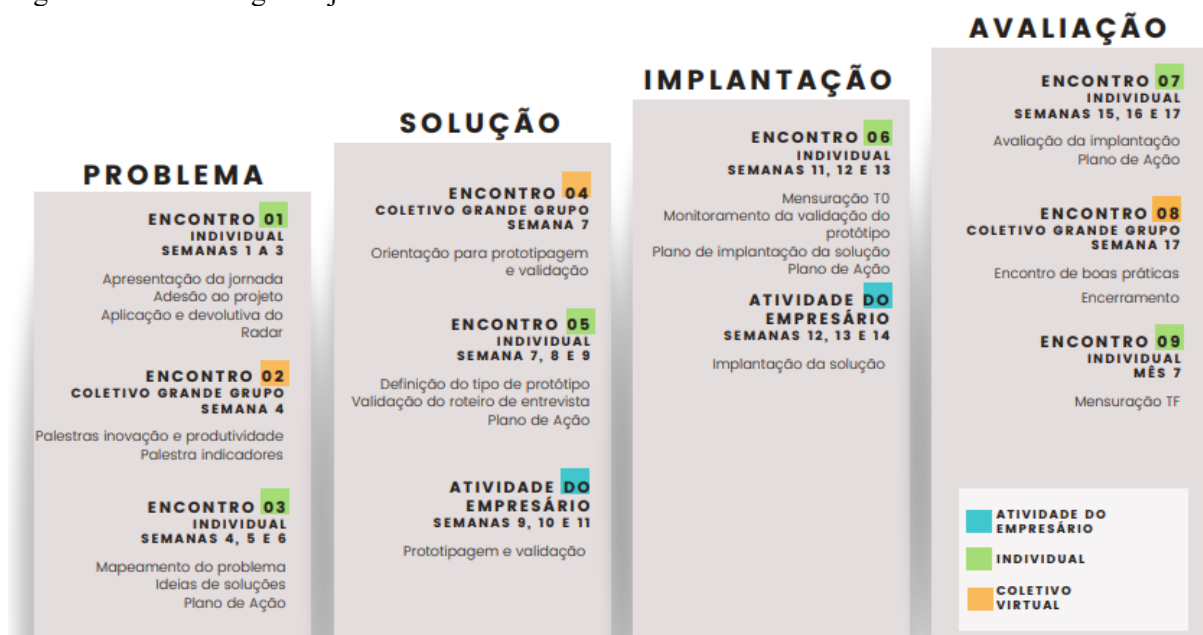 PROBLEMA
ENCONTRO 01
INDIVIDUAL
SEMANAS 1 A 3
Apresentação da jornada
Adesão ao projeto
Aplicação e devolutiva do
Radar
ENCONTRO 02
COLETIVO GRANDE GRUPO
SEMANA 4
Palestras inovação e produtividade
Palestra indicadores
ENCONTRO 03
INDIVIDUAL
SEMANAS 4, 5 E 6
Mapeamento do problema
Ideias de soluções
Plano de Ação
SOLUÇÃO
ENCONTRO 04
COLETIVO GRANDE GRUPO
SEMANA 7
Orientação para prototipagem
e validação
ENCONTRO 05
INDIVIDUAL
SEMANA 7, 8 E 9
Definição do tipo de protótipo
Validação do roteiro de entrevista
Plano de Ação
ATIVIDADE DO
EMPRESÁRIO
SEMANAS 9, 10 E 11
Prototipagem e validação
IMPLANTAÇÃO
ENCONTRO 06
INDIVIDUAL
SEMANAS 11, 12 E 13
Mensuração T0
Monitoramento da validação do
protótipo
Plano de implantação da solução
Plano de Ação
ATIVIDADE DO
EMPRESÁRIO
SEMANAS 12, 13 E 14
Implantação da solução
AVALIAÇÃO
ENCONTRO 07
INDIVIDUAL
SEMANAS 15, 16 E 17
Avaliação da implantação
Plano de Ação
ENCONTRO 08
COLETIVO GRANDE GRUPO
SEMANA 17
Encontro de boas práticas
Encerramento
ENCONTRO 09
INDIVIDUAL
MÊS 7
Mensuração TF
ATIVIDADE DO
EMPRESÁRIO
INDIVIDUAL
COLETIVO
VIRTUAL